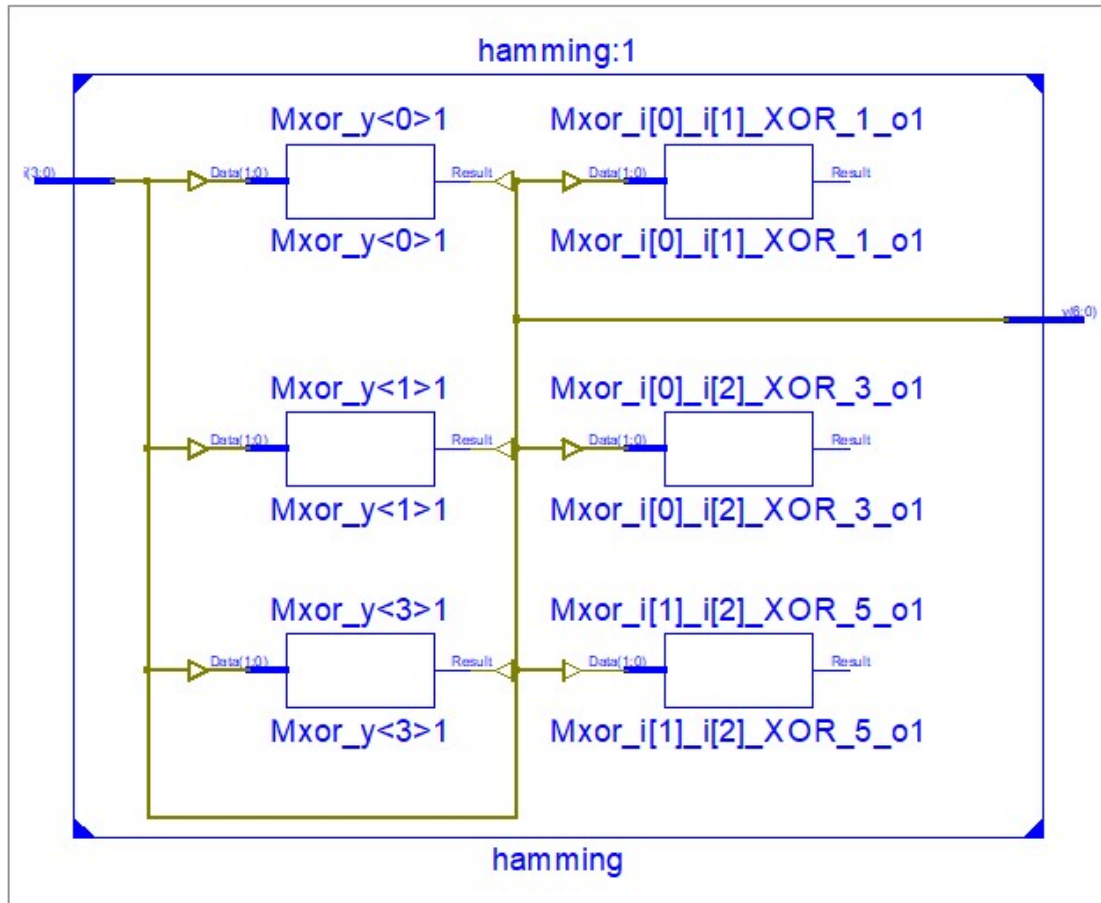 hamming:1
Mxor_y<0>1 Mxor_i[0]_i[1]_XOR_1_o1
i(3:0) Data(1:0) Result Data(1:0) Result
Mxor_y<0>1 Mxor_i[0]_i[1]_XOR_1_o1
y(6:0)
Mxor_y<1>1 Mxor_i[0]_i[2]_XOR_3_o1
Data(1:0) Result Data(1:0) Result
Mxor_y<1>1 Mxor_i[0]_i[2]_XOR_3_o1
Mxor_y<3>1 Mxor_i[1]_i[2]_XOR_5_o1
Data(1:0) Result Data(1:0) Result
Mxor_y<3>1 Mxor_i[1]_i[2]_XOR_5_o1
hamming